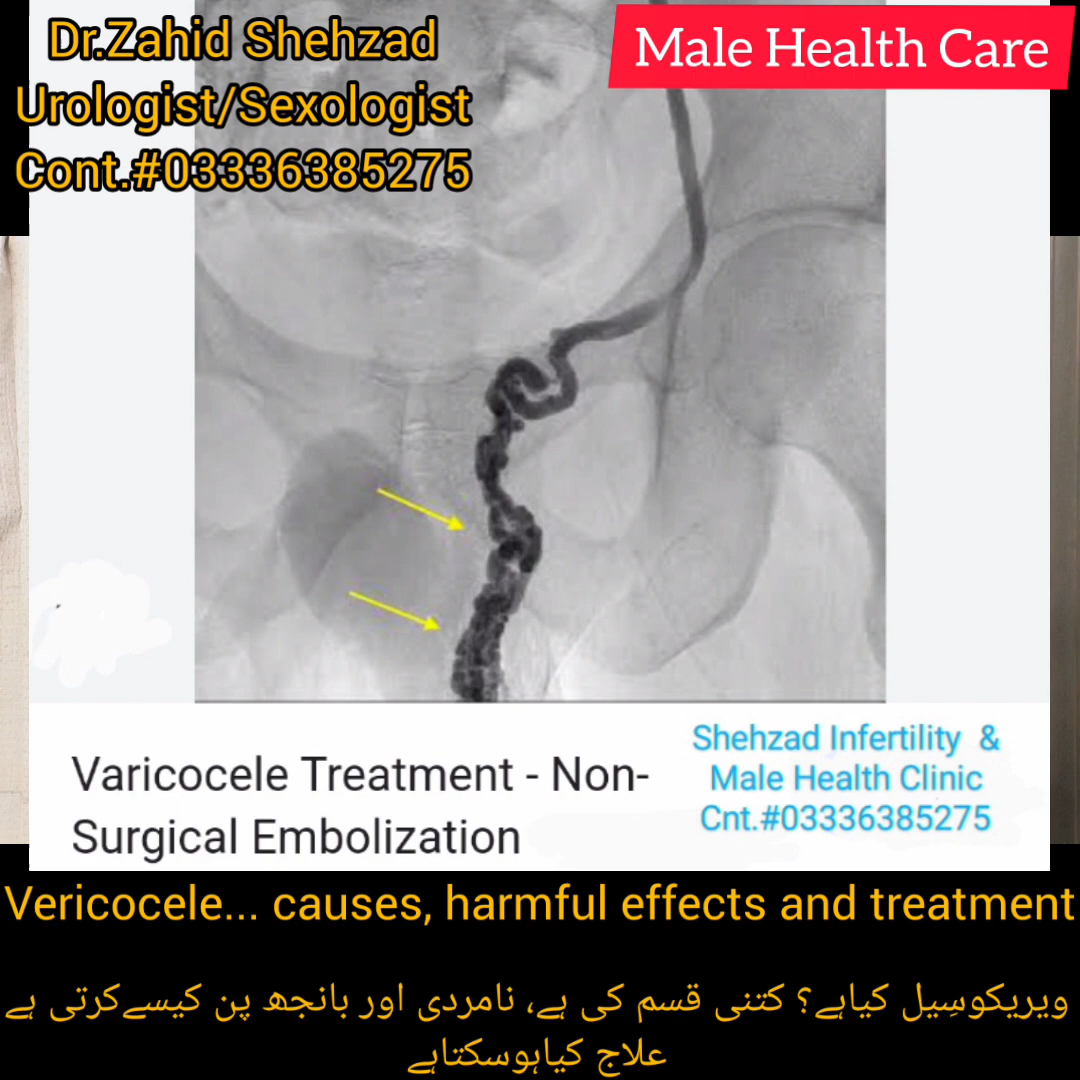 Dr.Zahid Shehzad
Urologist/Sexologist
Cont.#03336385275
Male Health Care
Varicocele Treatment - Non-
Surgical Embolization
Shehzad Infertility &
Male Health Clinic
Cnt.#03336385275
Vericocele... causes, harmful effects and treatment
ویریکوسِیل کیاہے؟ کتنی قسم کی ہے، نامردی اور بانجھ پن کیسےکرتی ہے
علاج کیاہوسکتاہے